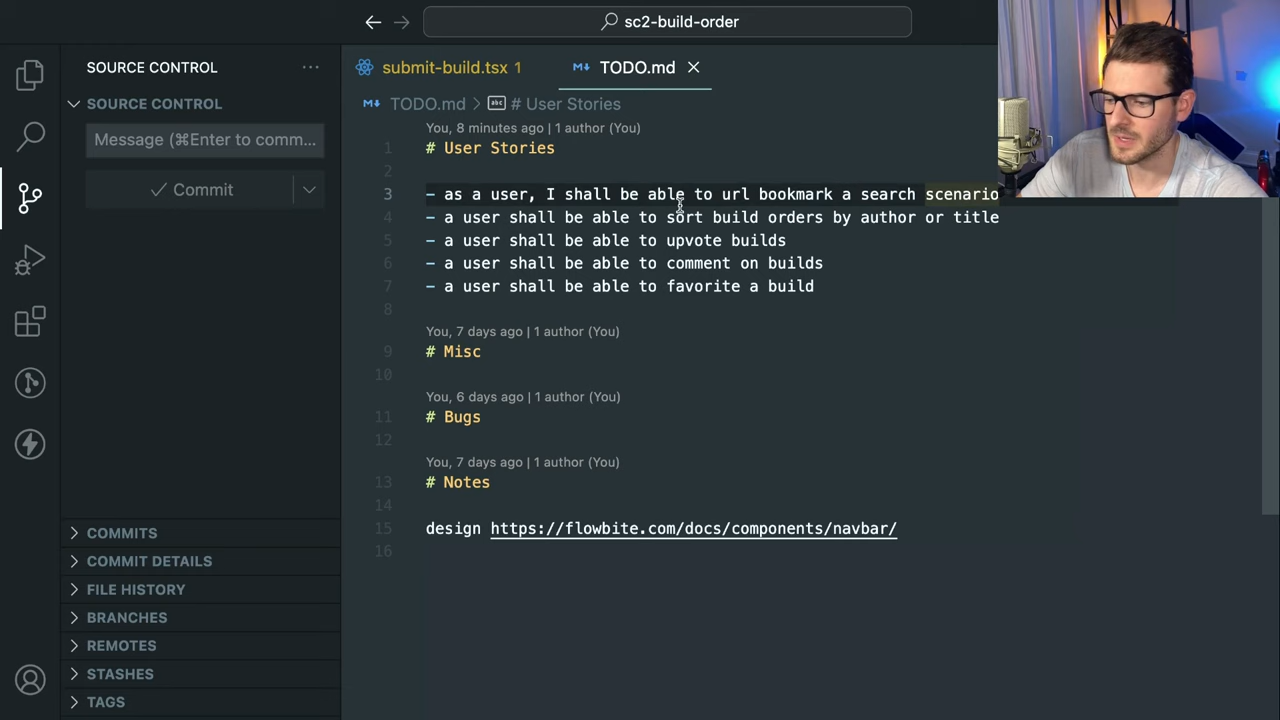 sc2-build-order
SOURCE CONTROL
submit-build.tsx 1
TODO.md
SOURCE CONTROL
TODO.md > # User Stories
Message (⌘Enter to comm...
You, 8 minutes ago | 1 author (You)
1 # User Stories
2
Commit
3 - as a user, I shall be able to url bookmark a search scenario
4 - a user shall be able to sort build orders by author or title
5 - a user shall be able to upvote builds
6 - a user shall be able to comment on builds
7 - a user shall be able to favorite a build
8
You, 7 days ago | 1 author (You)
9 # Misc
10
You, 6 days ago | 1 author (You)
11 # Bugs
12
You, 7 days ago | 1 author (You)
13 # Notes
14
15 design https://flowbite.com/docs/components/navbar/
16
COMMITS
COMMIT DETAILS
FILE HISTORY
BRANCHES
REMOTES
STASHES
TAGS